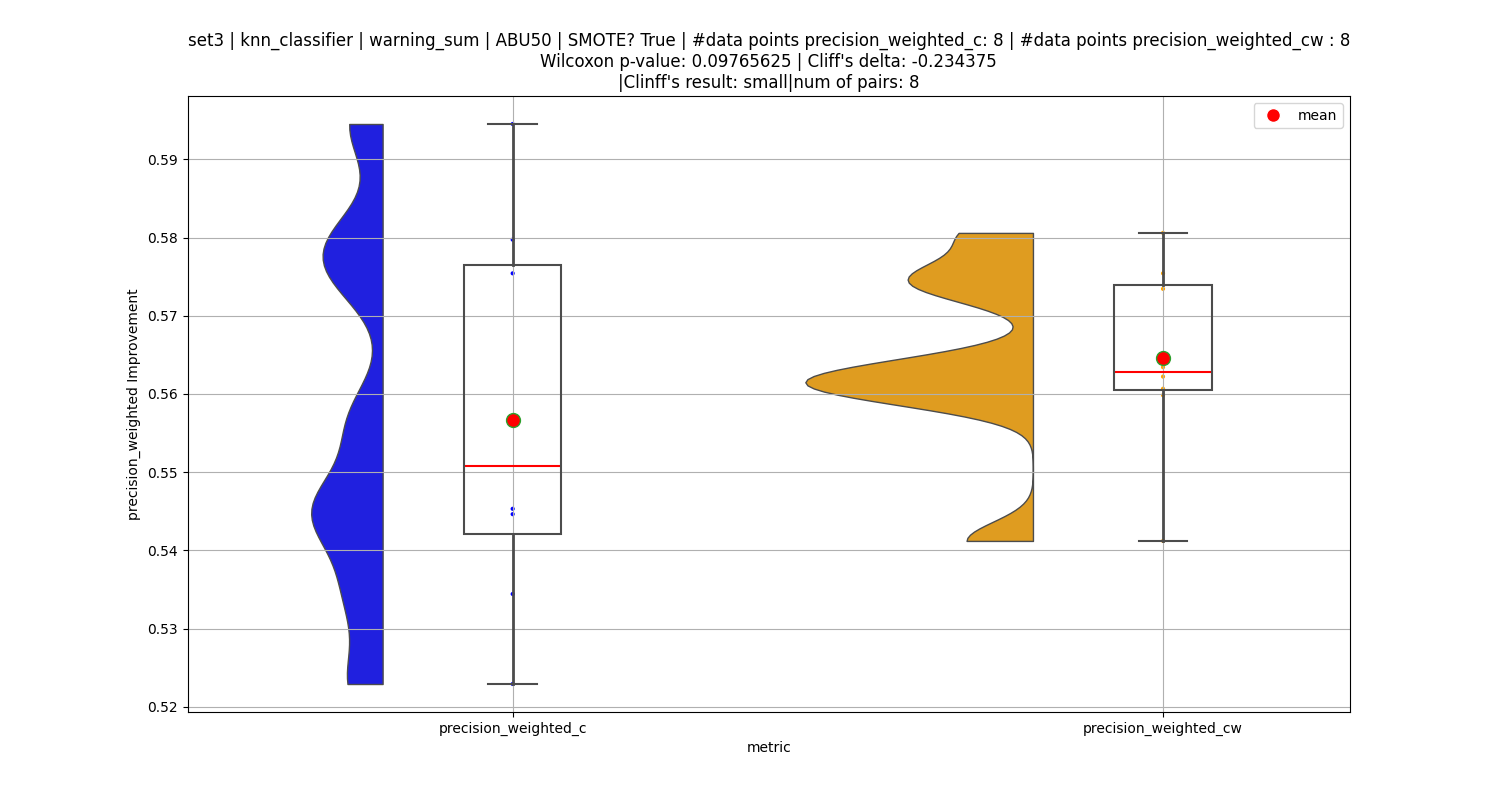 set3 | knn_classifier | warning_sum | ABU50 | SMOTE? True | #data points precision_weighted_c: 8 | #data points precision_weighted_cw : 8
Wilcoxon p-value: 0.09765625 | Cliff's delta: -0.234375
|Clinff's result: small|num of pairs: 8
mean
0.59
0.58
0.57
0.56
0.55
0.54
0.53
0.52
precision_weighted Improvement
precision_weighted_c
precision_weighted_cw
metric